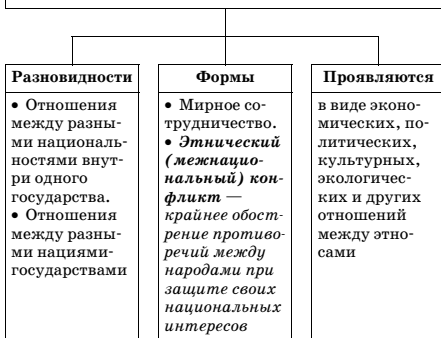 Разновидности
• Отношения
между разны-
ми националь-
ностями внут-
ри одного
государства.
• Отношения
между разны-
ми нациями-
государствами
Формы
• Мирное со-
трудничество.
• Этнический
(межнацио-
нальный) кон-
фликт —
крайнее обост-
рение противо-
речий между
народами при
защите своих
национальных
интересов
Проявляются
в виде эконо-
мических, по-
литических,
культурных,
экологичес-
ких и других
отношений
между этно-
сами